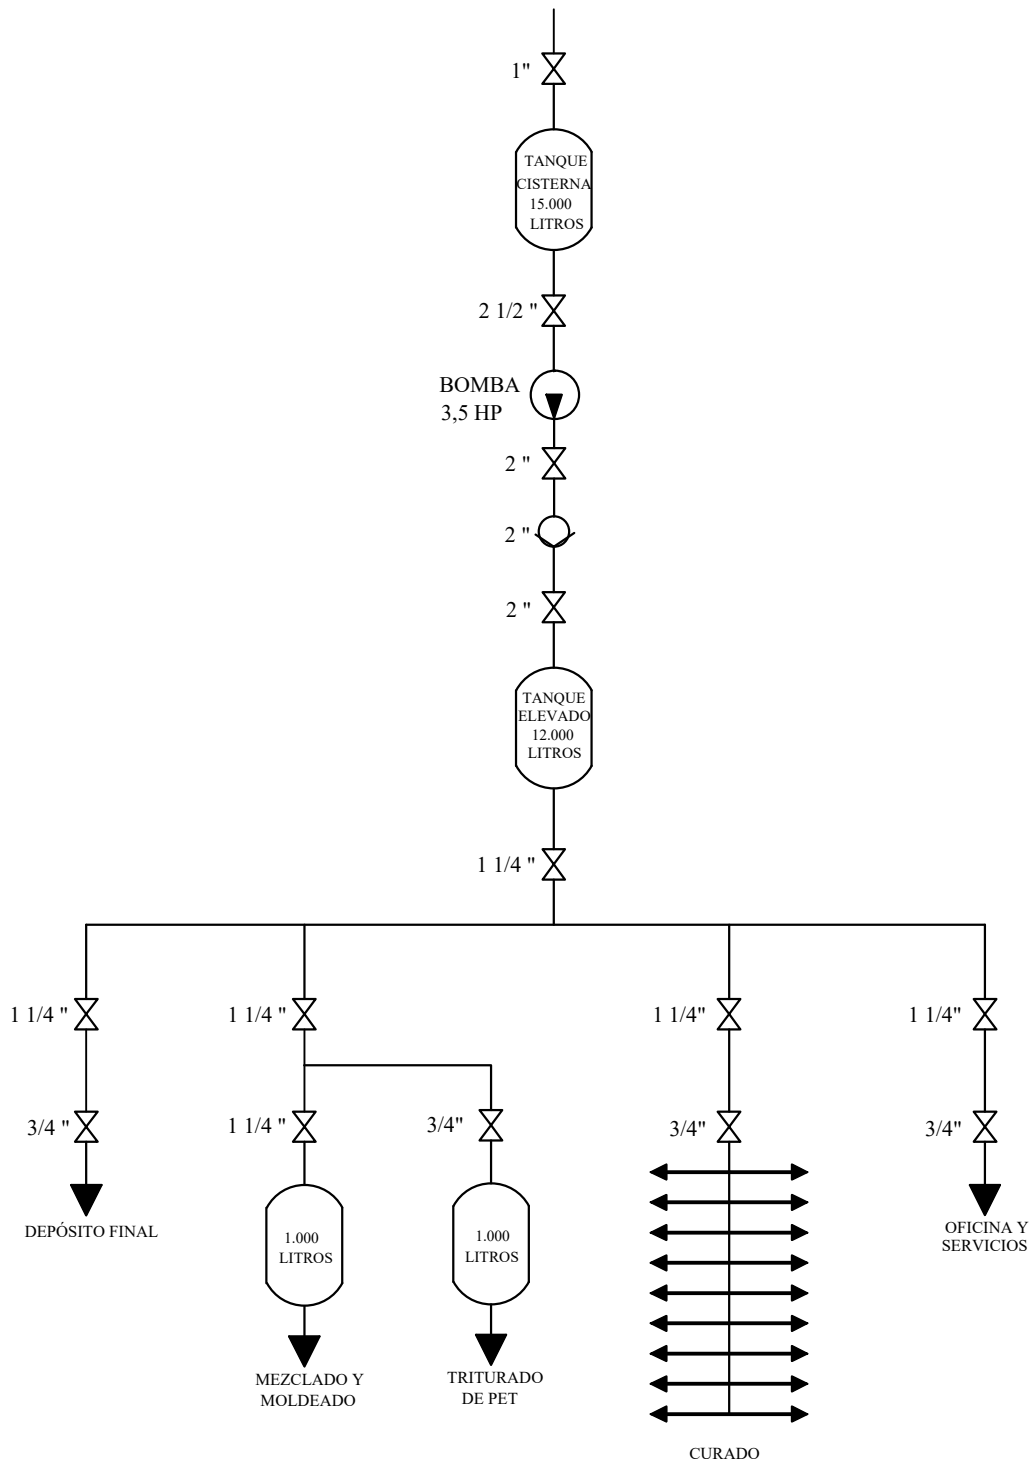 1"
TANQUE
CISTERNA
15.000
LITROS
2 1/2 "
BOMBA
3,5 HP
2 "
2 "
2 "
TANQUE
ELEVADO
12.000
LITROS
1 1/4 "
1 1/4 "
1 1/4 "
1 1/4"
1 1/4"
3/4 "
1 1/4 "
3/4"
3/4"
3/4"
DEPÓSITO FINAL
1.000
LITROS
1.000
LITROS
OFICINA Y
SERVICIOS
MEZCLADO Y
MOLDEADO
TRITURADO
DE PET
CURADO